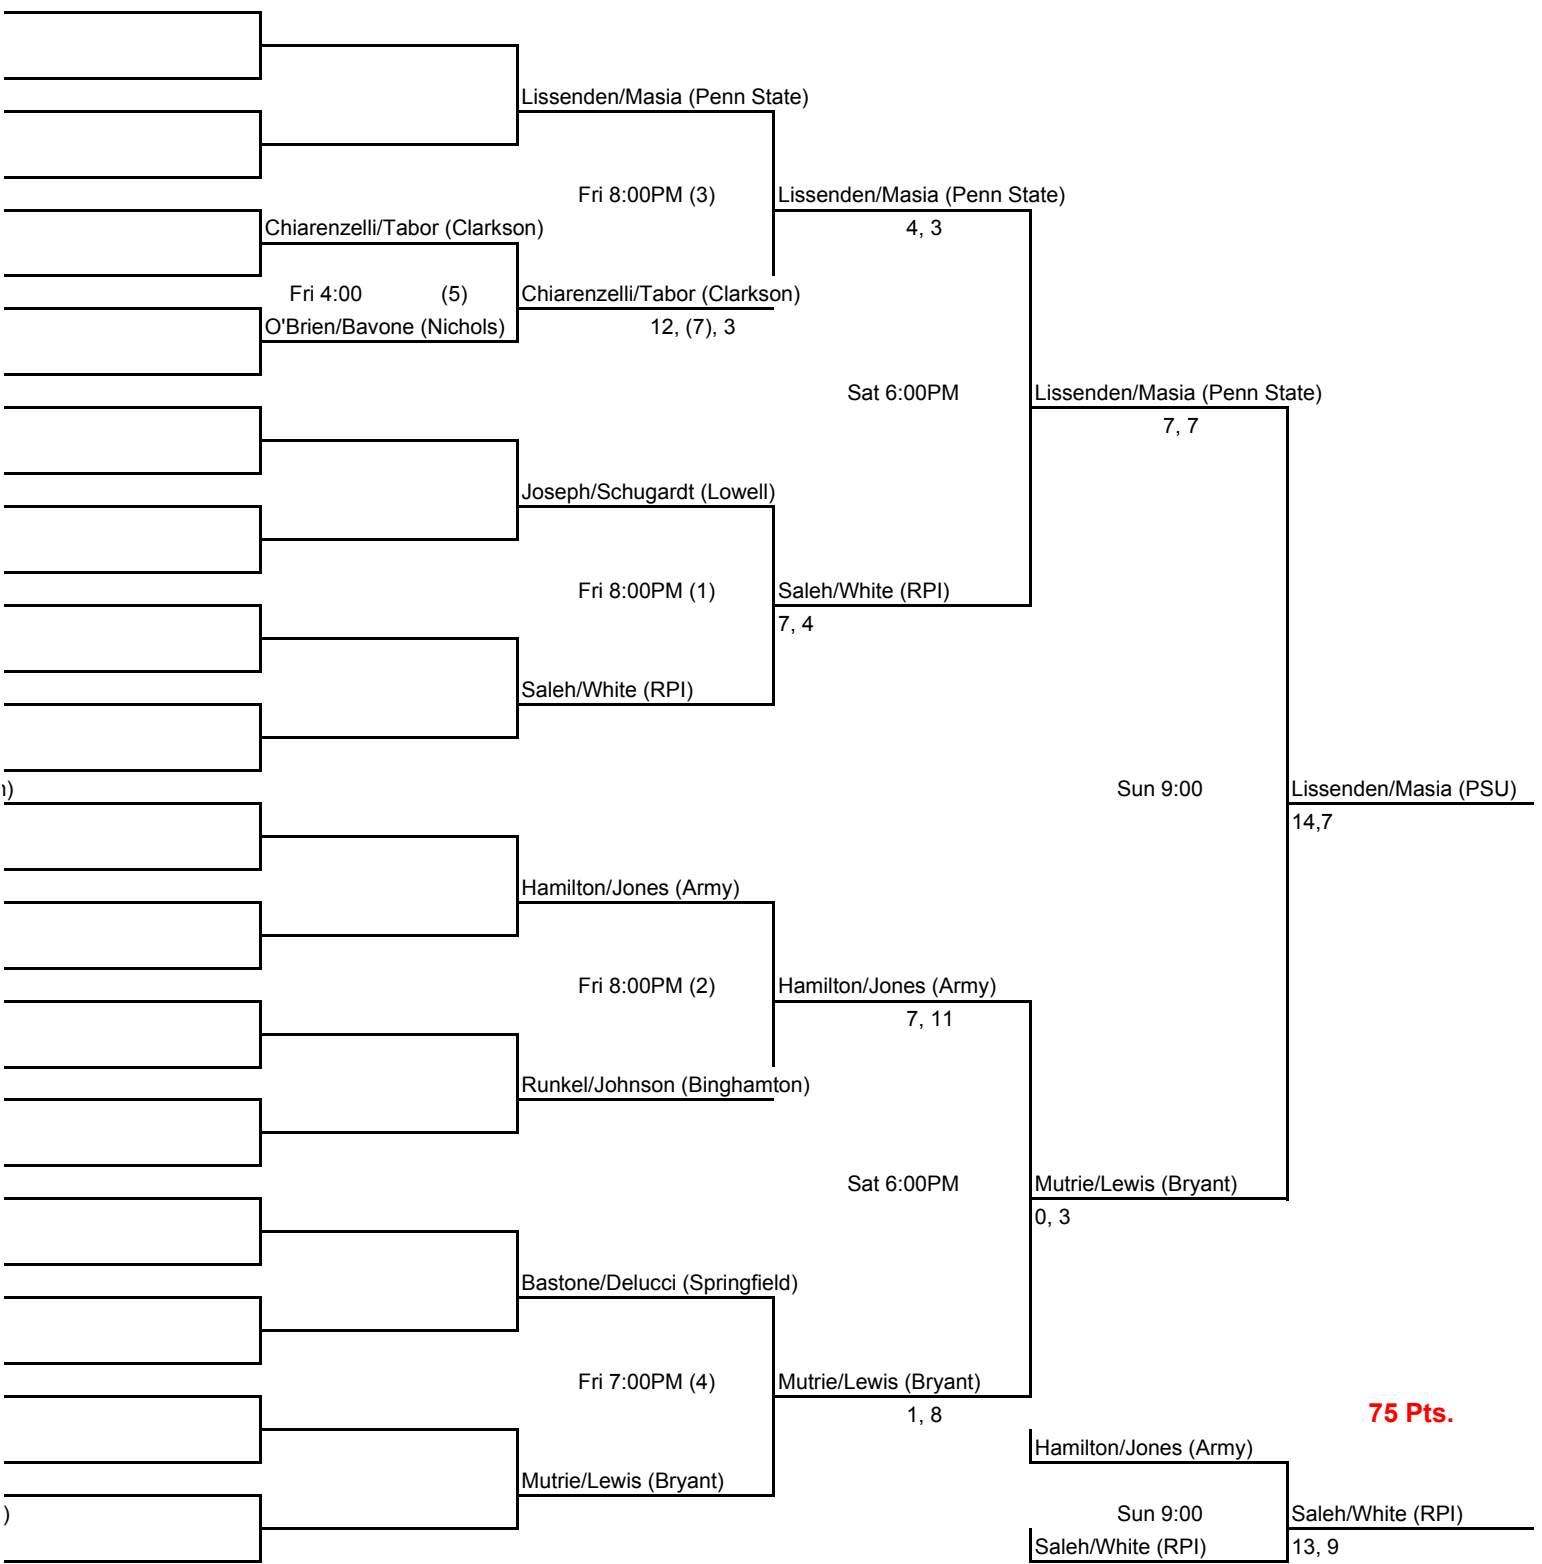 Lissenden/Masia (Penn State)
Fri 8:00PM (3)
Lissenden/Masia (Penn State)
4, 3
Chiarenzelli/Tabor (Clarkson)
Fri 4:00 (5)
Chiarenzelli/Tabor (Clarkson)
O'Brien/Bavone (Nichols)
12, (7), 3
Sat 6:00PM
Lissenden/Masia (Penn State)
7, 7
Joseph/Schugardt (Lowell)
Fri 8:00PM (1)
Saleh/White (RPI)
7, 4
Saleh/White (RPI)
)
Sun 9:00
Lissenden/Masia (PSU)
14,7
Hamilton/Jones (Army)
Fri 8:00PM (2)
Hamilton/Jones (Army)
7, 11
Runkel/Johnson (Binghamton)
Sat 6:00PM
Mutrie/Lewis (Bryant)
0, 3
Bastone/Delucci (Springfield)
Fri 7:00PM (4)
Mutrie/Lewis (Bryant)
1, 8
75 Pts.
Hamilton/Jones (Army)
Mutrie/Lewis (Bryant)
)
Sun 9:00
Saleh/White (RPI)
Saleh/White (RPI)
13, 9